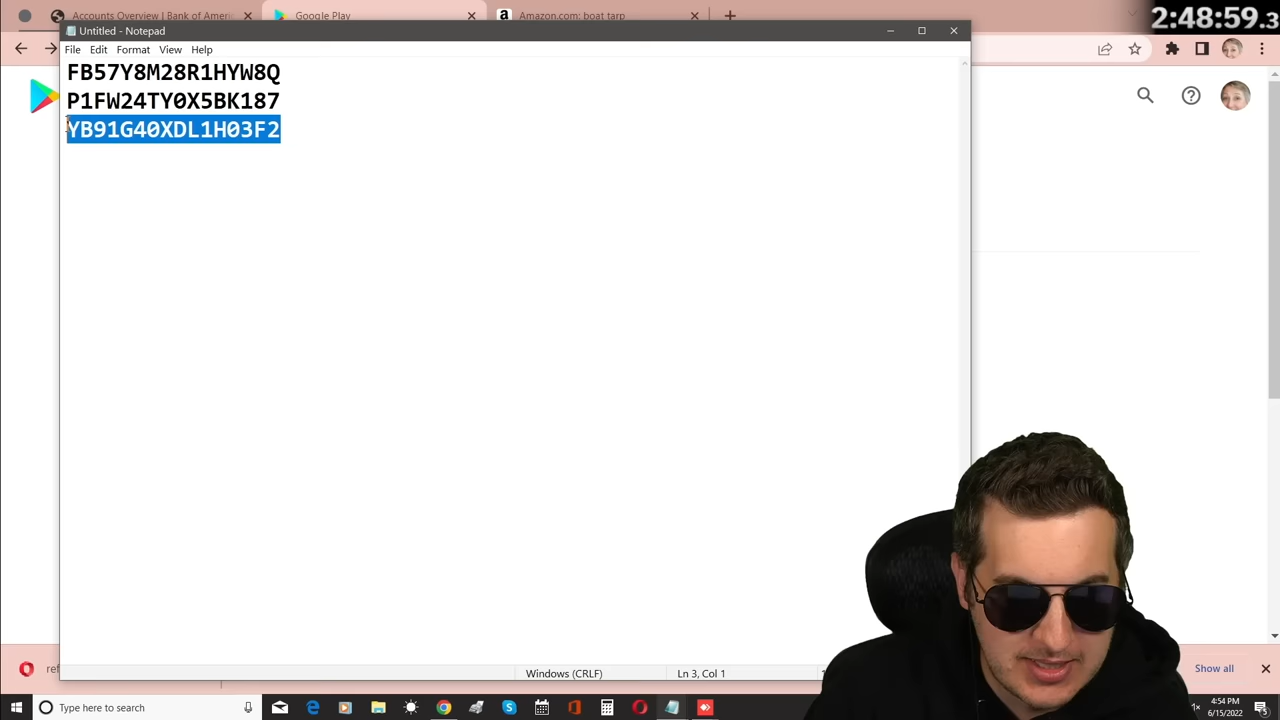 Accounts Overview | Bank of Amer
Google Play
Amazon.com: boat tarp
2:48:59.3
Untitled - Notepad
File Edit Format View Help
FB57Y8M28R1HYW8Q
P1FW24TY0X5BK187
YB91G40XDL1H03F2
ref
Show all
Windows (CRLF)
Ln 3, Col 1
Type here to search
4:54 PM
6/15/2022